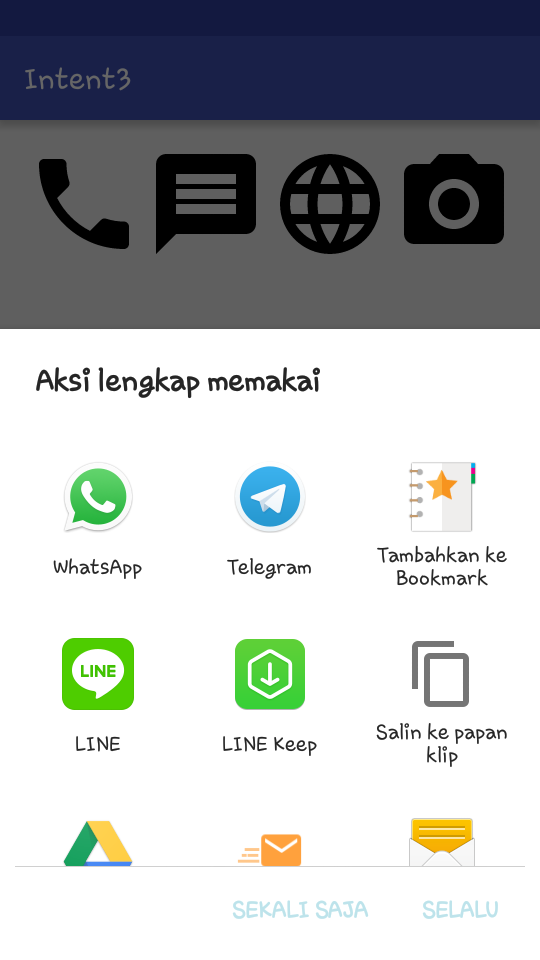 Intent3
Aksi lengkap memakai
WhatsApp
Telegram
Tambahkan ke
Bookmark
LINE
LINE
LINE Keep
Salin ke papan
klip
SEKALI SAJA
SELALU